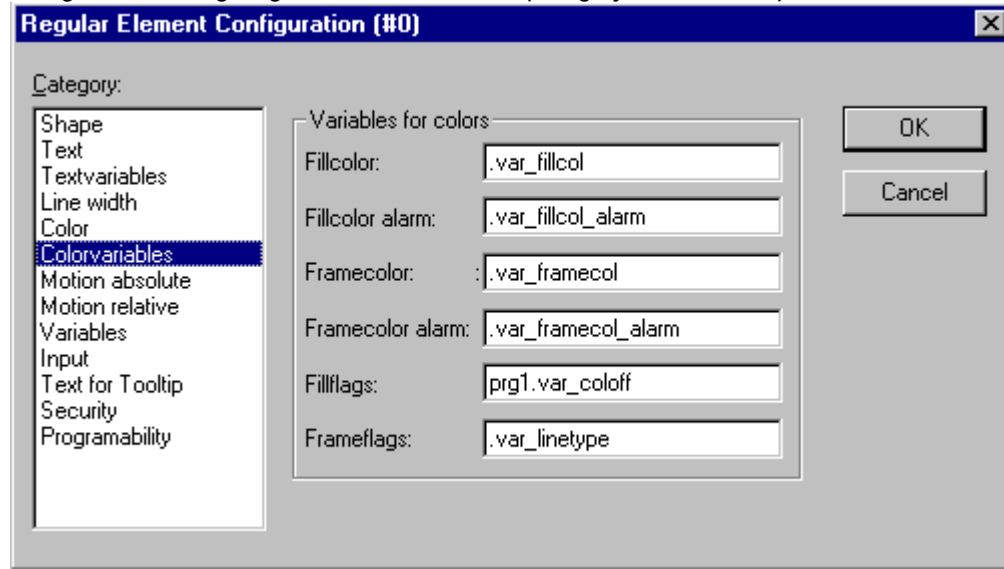 Regular Element Configuration (#0)
Category:
Shape
Text
Textvariables
Line width
Color
Colorvariables
Motion absolute
Motion relative
Variables
Input
Text for Tooltip
Security
Programability
Variables for colors
Fillcolor: .var_fillcol
Fillcolor alarm: .var_fillcol_alarm
Framecolor: : .var_framecol
Framecolor alarm: .var_framecol_alarm
Fillflags: prg1.var_coloff
Frameflags: .var_linetype
OK
Cancel